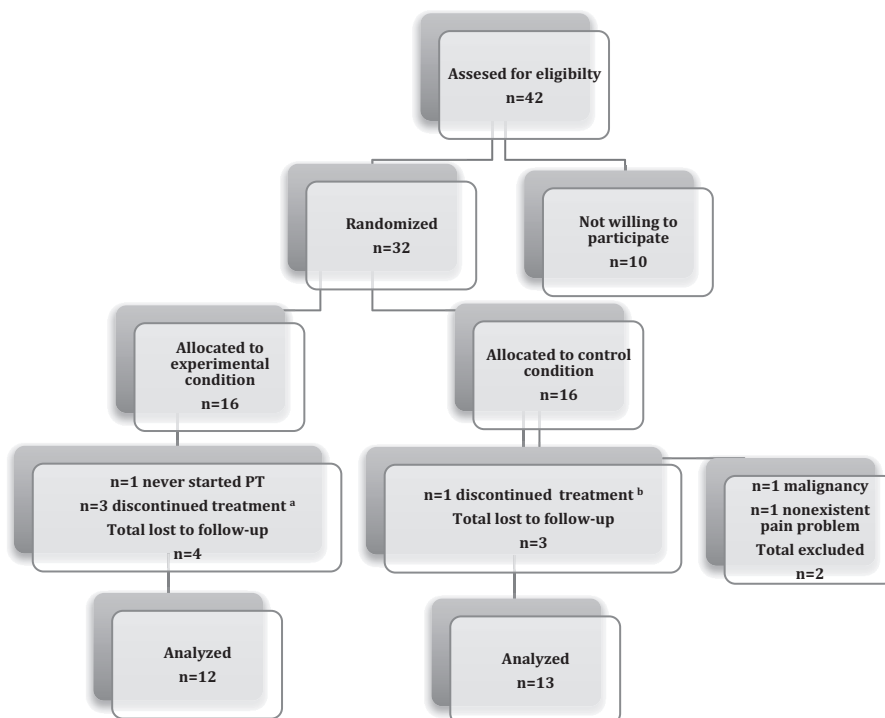 Assesed for eligibilty
n=42
Randomized
n=32
Not willing to
participate
n=10
Allocated to
experimental
condition
n=16
Allocated to control
condition
n=16
n=1 never started PT
n=3 discontinued treatment a
Total lost to follow-up
n=4
n=1 discontinued treatment b
Total lost to follow-up
n=3
n=1 malignancy
n=1 nonexistent
pain problem
Total excluded
n=2
Analyzed
n=12
Analyzed
n=13